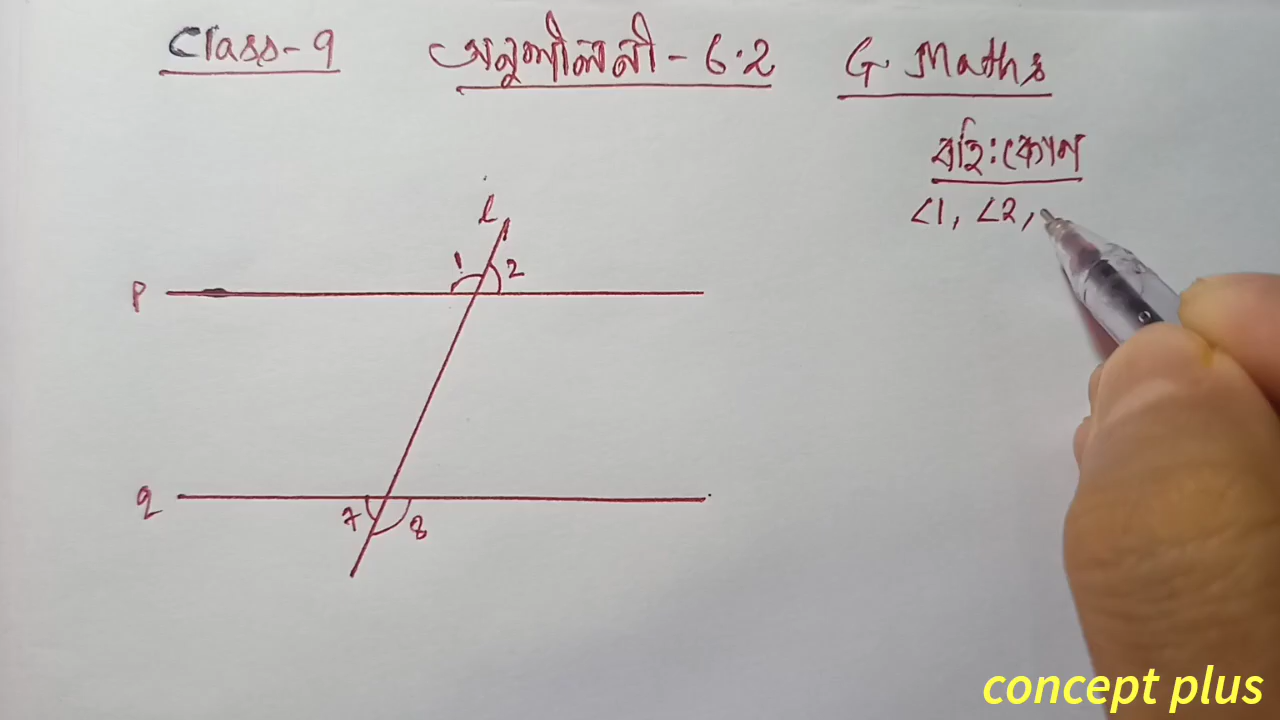 Class-9 অনুশীলনী-6.2 G. Maths
বহিঃকোণ
∠1, ∠2,
l
1 2
p
q
7 8
concept plus